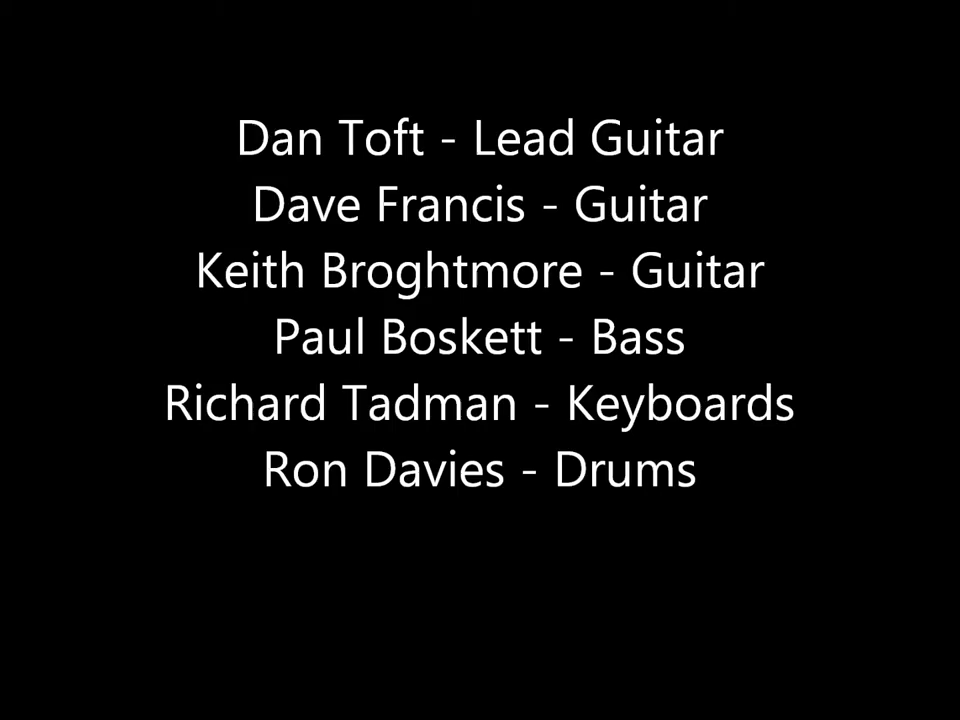 Dan Toft - Lead Guitar
Dave Francis - Guitar
Keith Broghtmore - Guitar
Paul Boskett - Bass
Richard Tadman - Keyboards
Ron Davies - Drums